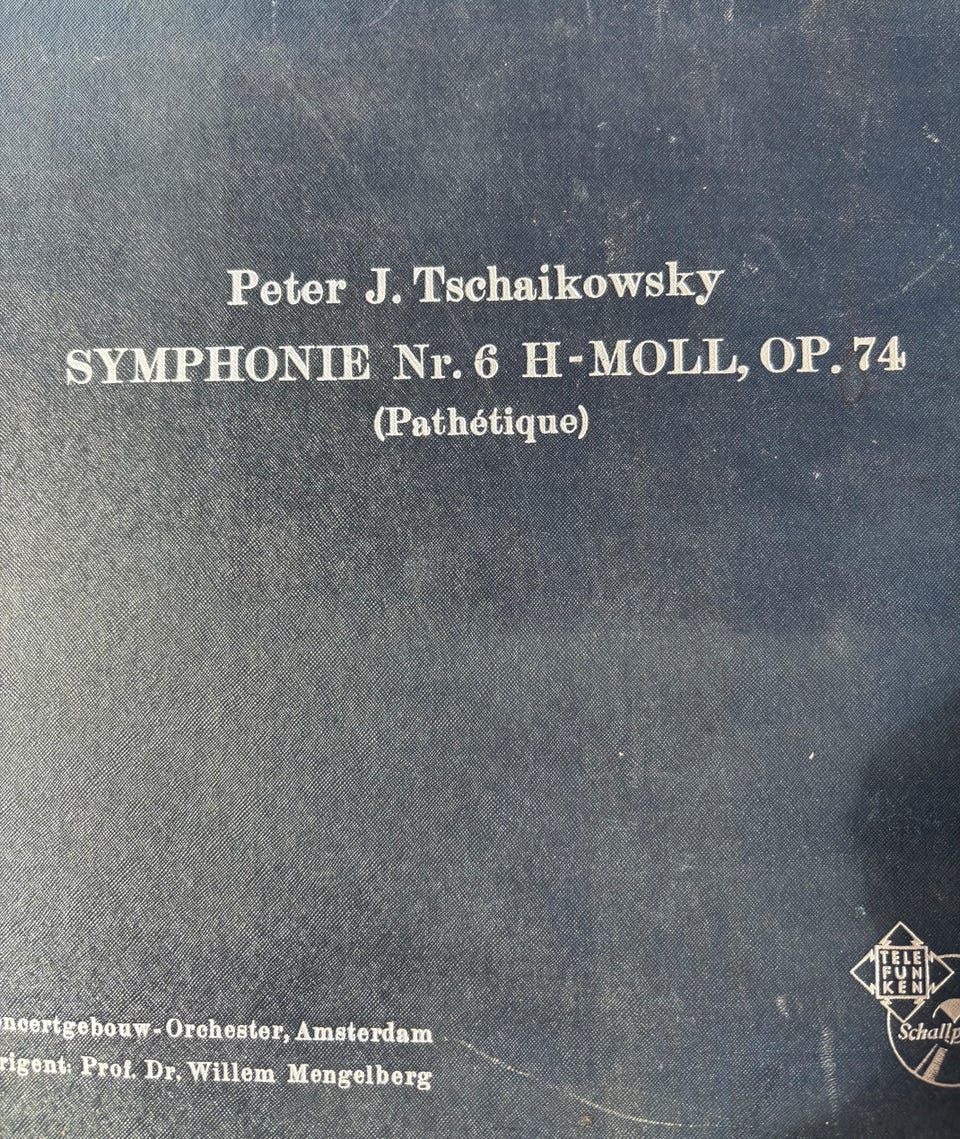 Peter J. Tschaikowsky
SYMPHONIE Nr. 6 H-MOLL, OP. 74
(Pathétique)
ncertgebouw-Orchester, Amsterdam
rigent: Prof. Dr. Willem Mengelberg
TELE
FUN
KEN
Schallp